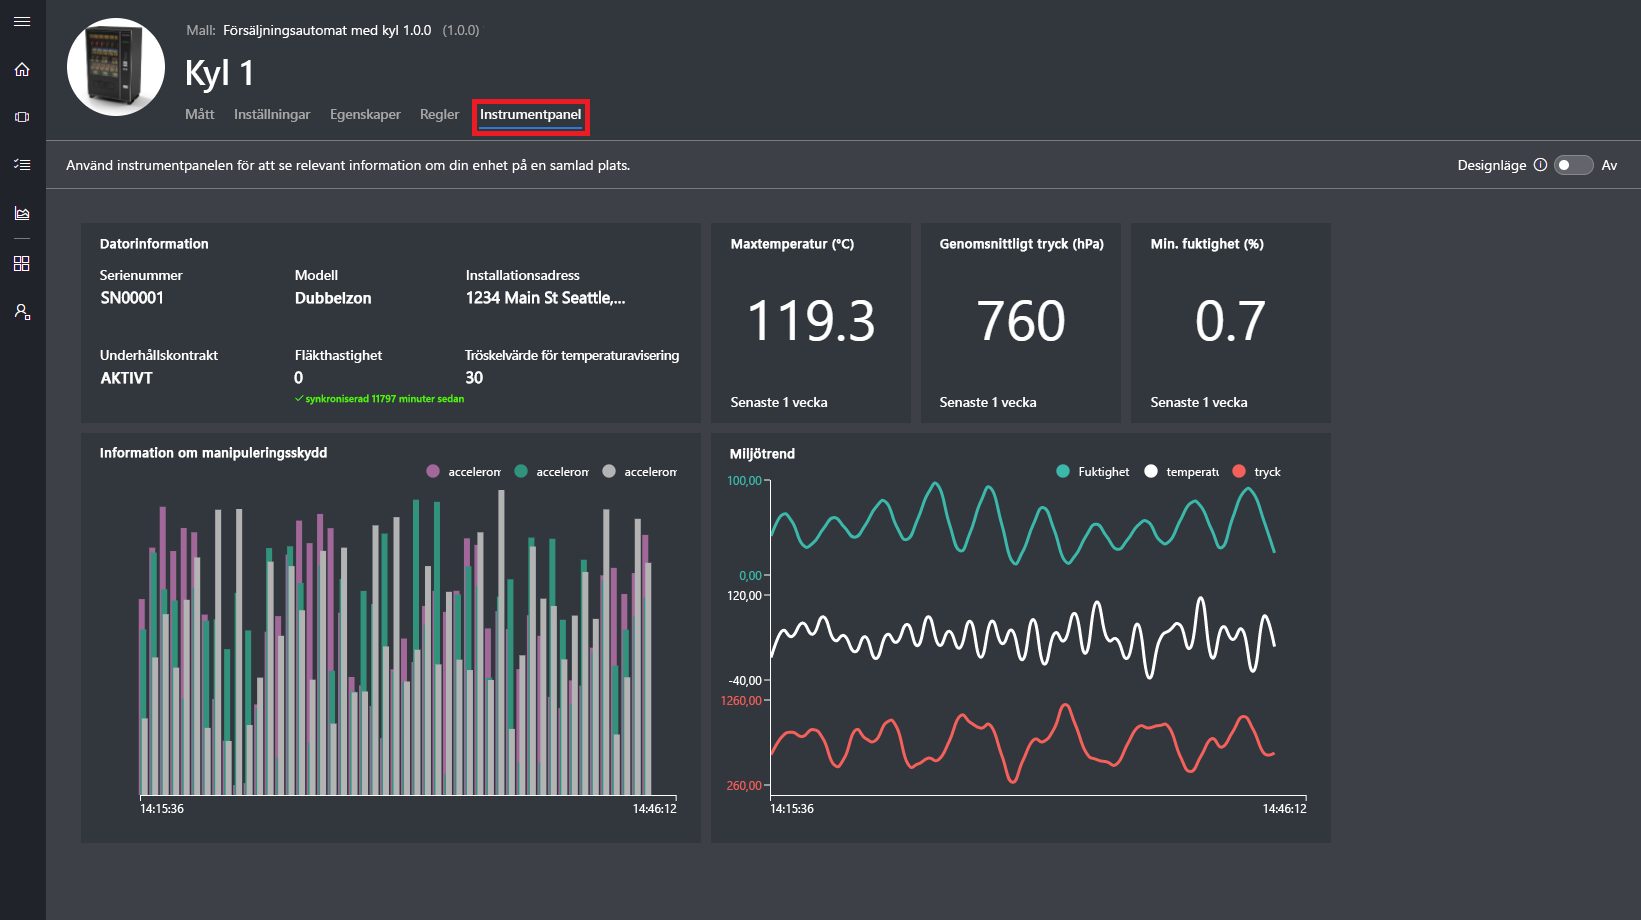 Mall: Försäljningsautomat med kyl 1.0.0 (1.0.0)
Kyl 1
Mått Inställningar Egenskaper Regler Instrumentpanel
Använd instrumentpanelen för att se relevant information om din enhet på en samlad plats.
Designläge Av
Datorinformation
Serienummer Modell Installationsadress
SN00001 Dubbelzon 1234 Main St Seattle,...
Underhållskontrakt Fläkthastighet Tröskelvärde för temperaturavisering
AKTIVT 0 30
synkroniserad 11797 minuter sedan
Maxtemperatur (°C)
119.3
Senaste 1 vecka
Genomsnittligt tryck (hPa)
760
Senaste 1 vecka
Min. fuktighet (%)
0.7
Senaste 1 vecka
Information om manipuleringsskydd
accelerom accelerom accelerom
14:15:36 14:46:12
Miljötrend
Fuktighet temperatu tryck
100,00
0,00
120,00
-40,00
1260,00
260,00
14:15:36 14:46:12